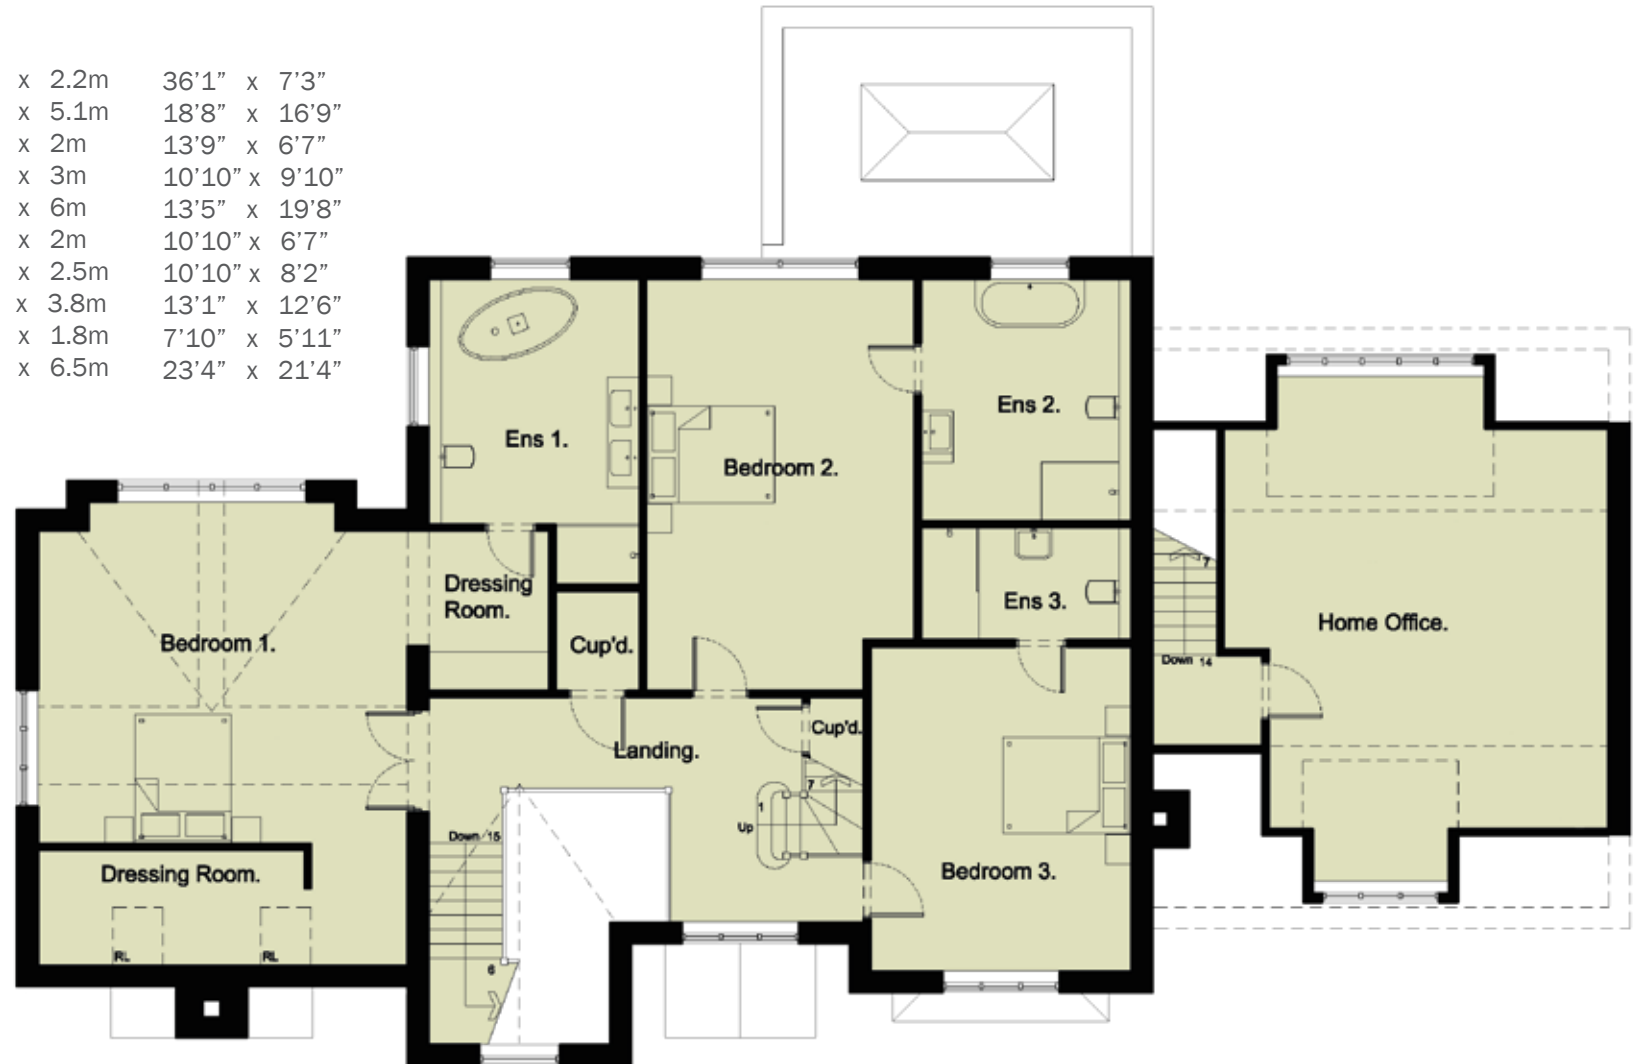 x 2.2m 36’1” x 7’3”
x 5.1m 18’8” x 16’9”
x 2m 13’9” x 6’7”
x 3m 10’10” x 9’10”
x 6m 13’5” x 19’8”
x 2m 10’10” x 6’7”
x 2.5m 10’10” x 8’2”
x 3.8m 13’1” x 12’6”
x 1.8m 7’10” x 5’11”
x 6.5m 23’4” x 21’4”
Ens 1.
Bedroom 2.
Ens 2.
Dressing
Room.
Cup'd.
Ens 3.
Bedroom 1.
7
Down 14
Home Office.
Landing.
Cup'd.
7
1
Up
Down 15
6
Bedroom 3.
Dressing Room.
RL
RL